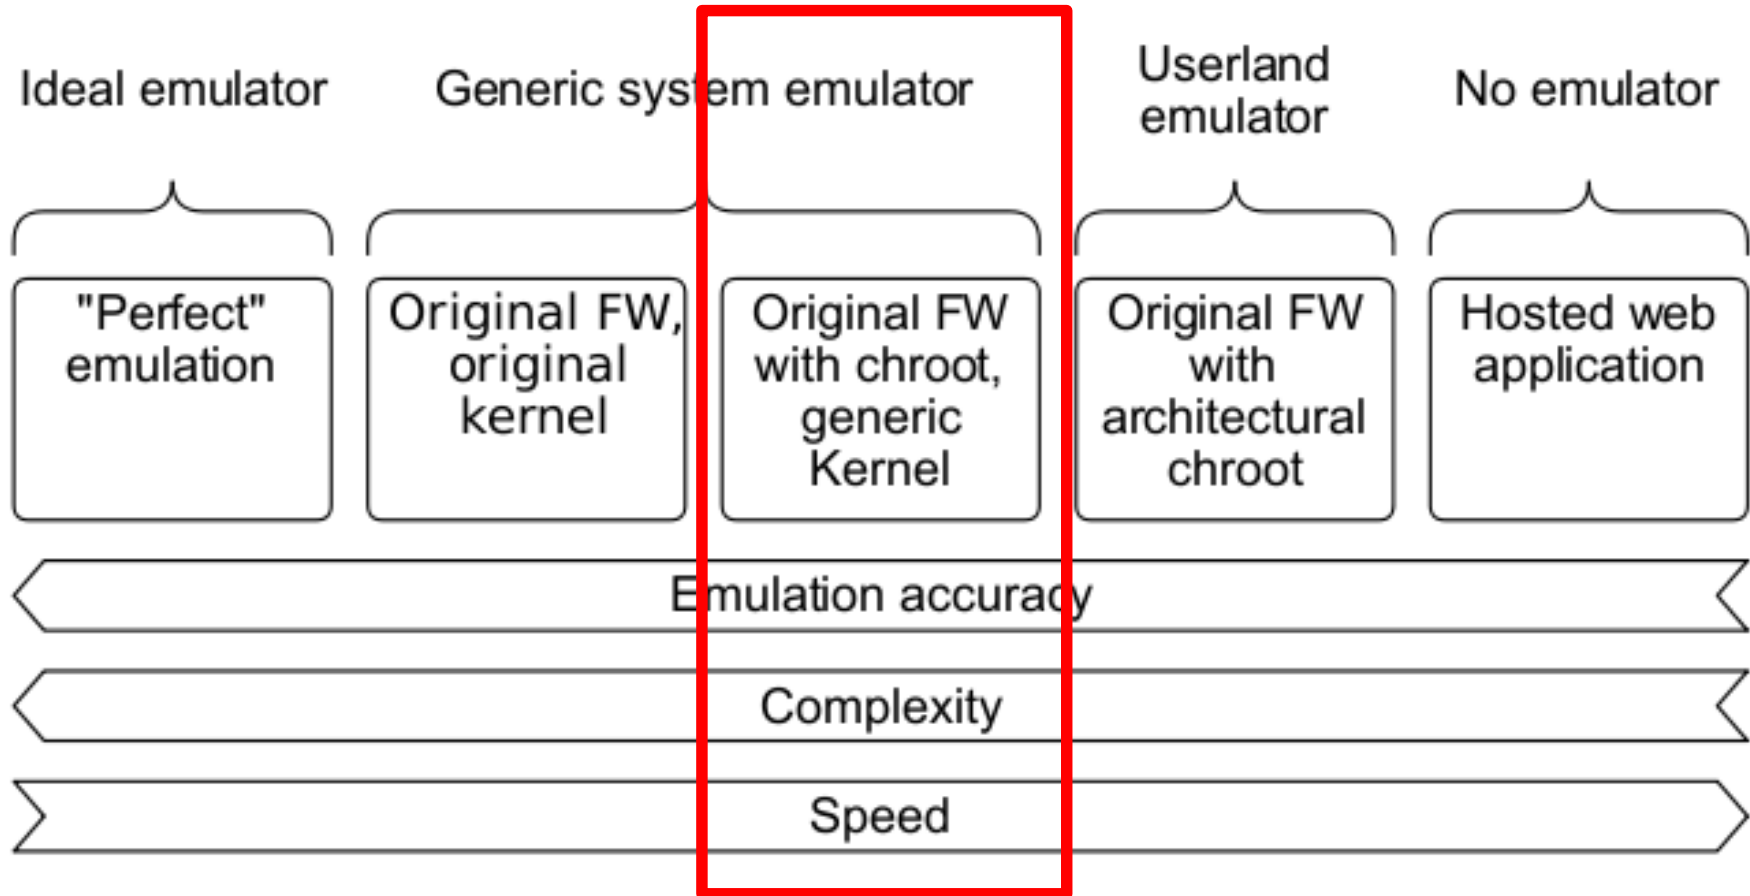 Ideal emulator
Generic system emulator
Userland
emulator
No emulator
"Perfect"
emulation
Original FW,
original
kernel
Original FW
with chroot,
generic
Kernel
Original FW
with
architectural
chroot
Hosted web
application
Emulation accuracy
Complexity
Speed